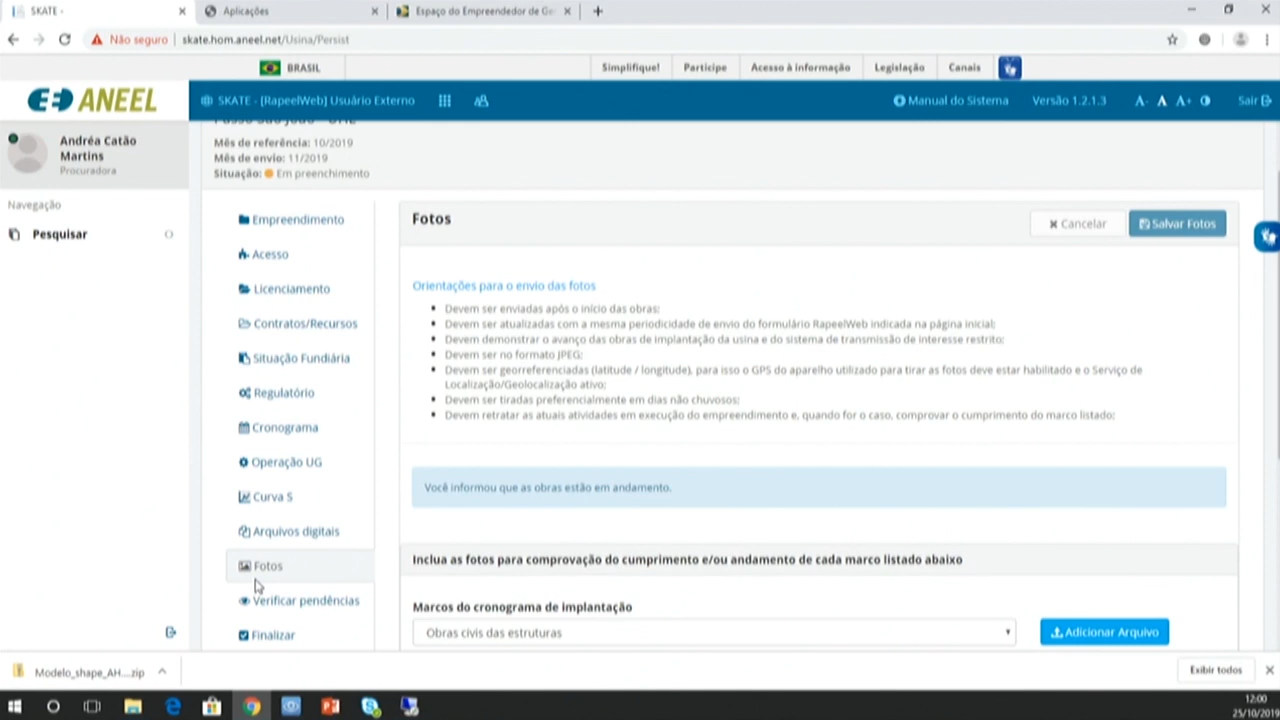 SKATE -
Aplicações
Espaço do Empreendedor de Ge
Não seguro
skate.hom.aneel.net/Usina/Persist
BRASIL
Simplifique!
Participe
Acesso à informação
Legislação
Canais
ANEEL
SKATE - [RapeelWeb] Usuário Externo
Manual do Sistema
Versão 1.2.1.3
A-
A
A+
Sair
Andréa Catão
Martins
Procuradora
Navegação
Pesquisar
Mês de referência: 10/2019
Mês de envio: 11/2019
Situação: Em preenchimento
Empreendimento
Acesso
Licenciamento
Contratos/Recursos
Situação Fundiária
Regulatório
Cronograma
Operação UG
Curva S
Arquivos digitais
Fotos
Verificar pendências
Finalizar
Fotos
Cancelar
Salvar Fotos
Orientações para o envio das fotos
Devem ser enviadas após o início das obras;
Devem ser atualizadas com a mesma periodicidade de envio do formulário RapeelWeb indicada na página inicial;
Devem demonstrar o avanço das obras de implantação da usina e do sistema de transmissão de interesse restrito;
Devem ser no formato JPEG;
Devem ser georreferenciadas (latitude / longitude), para isso o GPS do aparelho utilizado para tirar as fotos deve estar habilitado e o Serviço de
Localização/Geolocalização ativo;
Devem ser tiradas preferencialmente em dias não chuvosos;
Devem retratar as atuais atividades em execução do empreendimento e, quando for o caso, comprovar o cumprimento do marco listado;
Você informou que as obras estão em andamento.
Inclua as fotos para comprovação do cumprimento e/ou andamento de cada marco listado abaixo
Marcos do cronograma de implantação
Obras civis das estruturas
Adicionar Arquivo
Modelo_shape_AH....zip
Exibir todos
12:00
25/10/2019